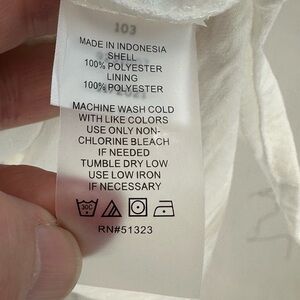 103
MADE IN INDONESIA
SHELL
100% POLYESTER
LINING
100% POLYESTER
MACHINE WASH COLD
WITH LIKE COLORS
USE ONLY NON-
CHLORINE BLEACH
IF NEEDED
TUMBLE DRY LOW
USE LOW IRON
IF NECESSARY
30C
RN#51323